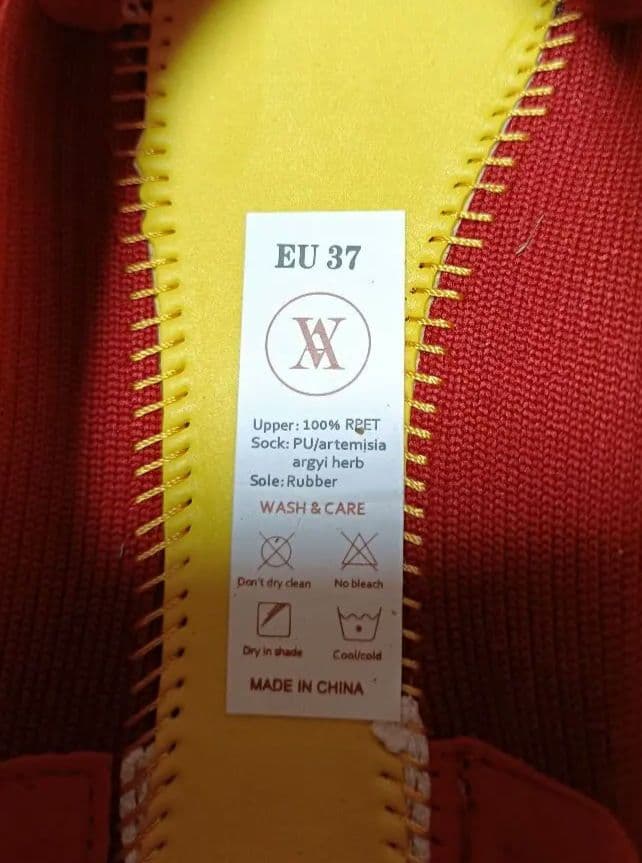 EU 37
VA
Upper: 100% RPET
Sock: PU/artemisia
argyi herb
Sole: Rubber
WASH & CARE
Don't dry clean No bleach
Dry in shade Cool/cold
MADE IN CHINA